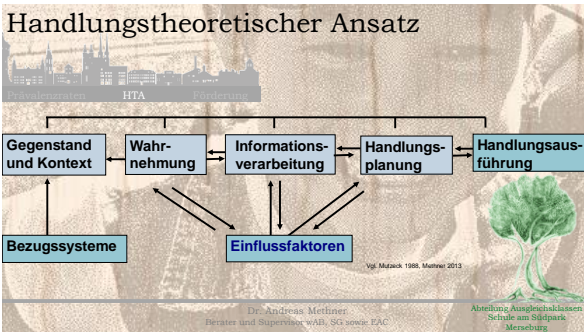 Handlungstheoretischer Ansatz
Prävalenzraten HTA Förderung
Gegenstand
und Kontext
Wahr-
nehmung
Informations-
verarbeitung
Handlungs-
planung
Handlungsaus-
führung
Bezugssysteme
Einflussfaktoren
Vgl. Mutzeck 1988, Methner 2013
Dr. Andreas Methner
Berater und Supervisor wAB, SG sowie EAC
Abteilung Ausgleichsklassen
Schule am Südpark
Merseburg